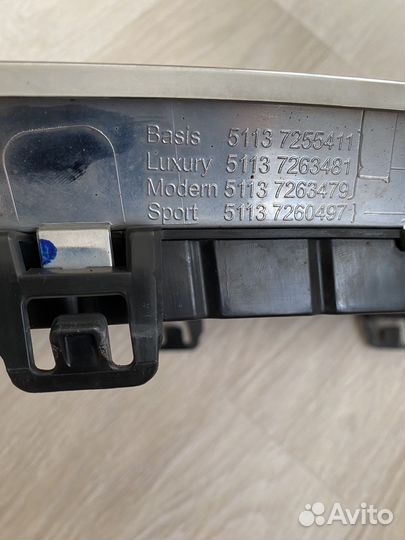 Basis 5113 7255411
Luxury 5113 7263481
Modern 5113 7263479
Sport 5113 7260497
Avito